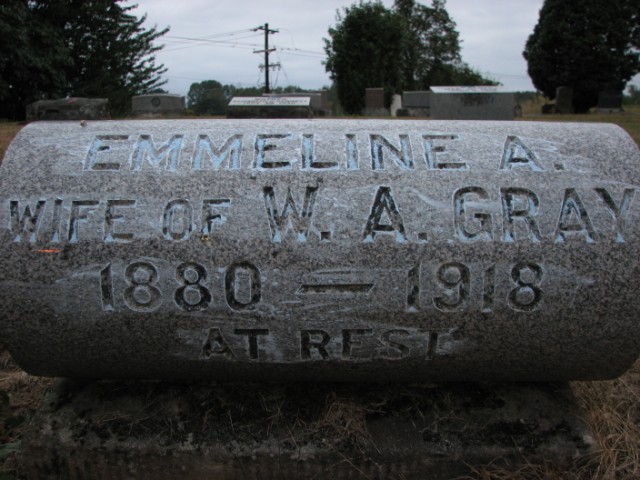 EMMELINE A.
WIFE OF W. A. GRAY
1880 — 1918
AT REST